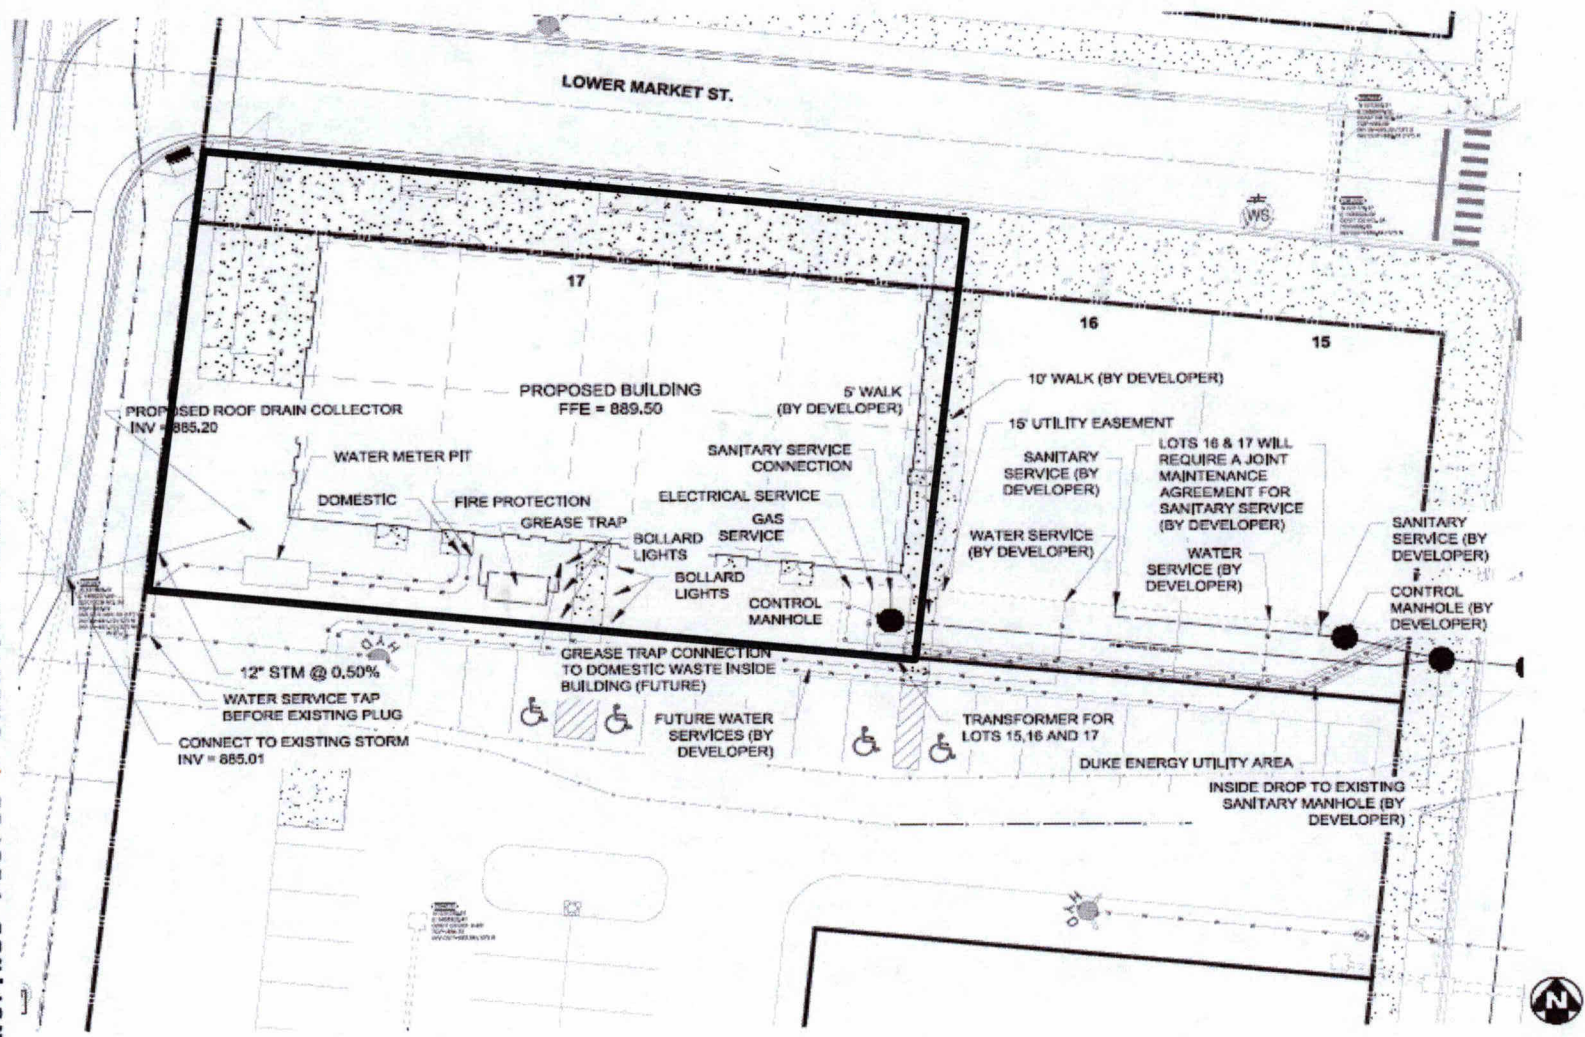 LOWER MARKET ST.
WS
17
16
15
PROPOSED BUILDING
FFE = 889.50
5' WALK
(BY DEVELOPER)
10' WALK (BY DEVELOPER)
15' UTILITY EASEMENT
PROPOSED ROOF DRAIN COLLECTOR
INV = 885.20
WATER METER PIT
DOMESTIC
FIRE PROTECTION
GREASE TRAP
BOLLARD
LIGHTS
BOLLARD
LIGHTS
SANITARY SERVICE
CONNECTION
ELECTRICAL SERVICE
GAS
SERVICE
CONTROL
MANHOLE
SANITARY
SERVICE (BY
DEVELOPER)
WATER SERVICE
(BY DEVELOPER)
LOTS 16 & 17 WILL
REQUIRE A JOINT
MAINTENANCE
AGREEMENT FOR
SANITARY SERVICE
(BY DEVELOPER)
WATER
SERVICE (BY
DEVELOPER)
SANITARY
SERVICE (BY
DEVELOPER)
CONTROL
MANHOLE (BY
DEVELOPER)
12" STM @ 0.50%
WATER SERVICE TAP
BEFORE EXISTING PLUG
CONNECT TO EXISTING STORM
INV = 885.01
HYD
GREASE TRAP CONNECTION
TO DOMESTIC WASTE INSIDE
BUILDING (FUTURE)
FUTURE WATER
SERVICES (BY
DEVELOPER)
TRANSFORMER FOR
LOTS 15,16 AND 17
DUKE ENERGY UTILITY AREA
INSIDE DROP TO EXISTING
SANITARY MANHOLE (BY
DEVELOPER)
HYD
N